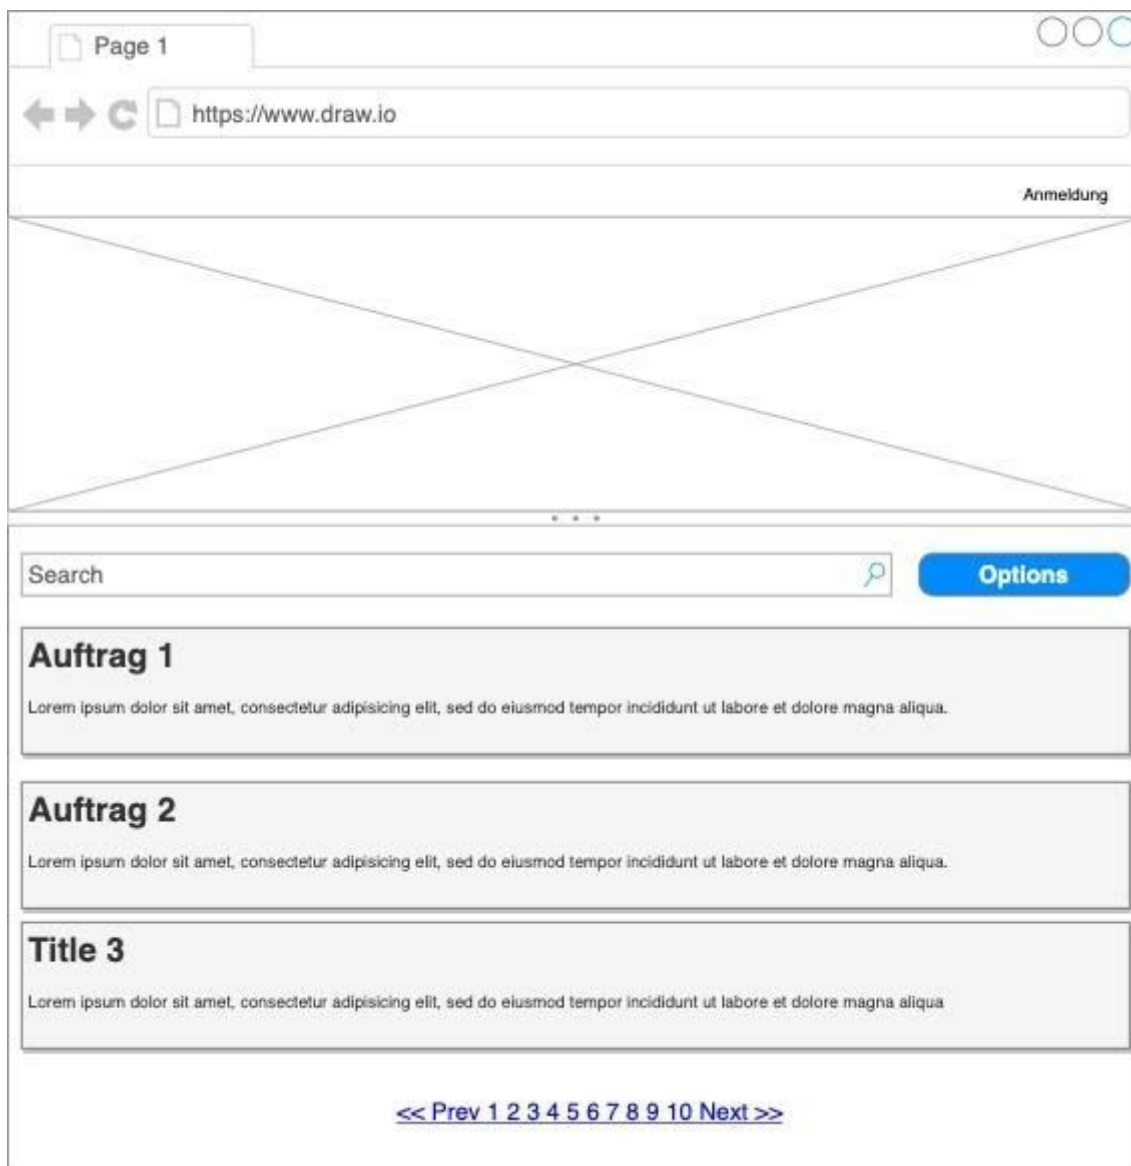 Page 1
https://www.draw.io
Anmeldung
Search
Options
Auftrag 1
Lorem ipsum dolor sit amet, consectetur adipisicing elit, sed do eiusmod tempor incididunt ut labore et dolore magna aliqua.
Auftrag 2
Lorem ipsum dolor sit amet, consectetur adipisicing elit, sed do eiusmod tempor incididunt ut labore et dolore magna aliqua.
Title 3
Lorem ipsum dolor sit amet, consectetur adipisicing elit, sed do eiusmod tempor incididunt ut labore et dolore magna aliqua
<< Prev 1 2 3 4 5 6 7 8 9 10 Next >>